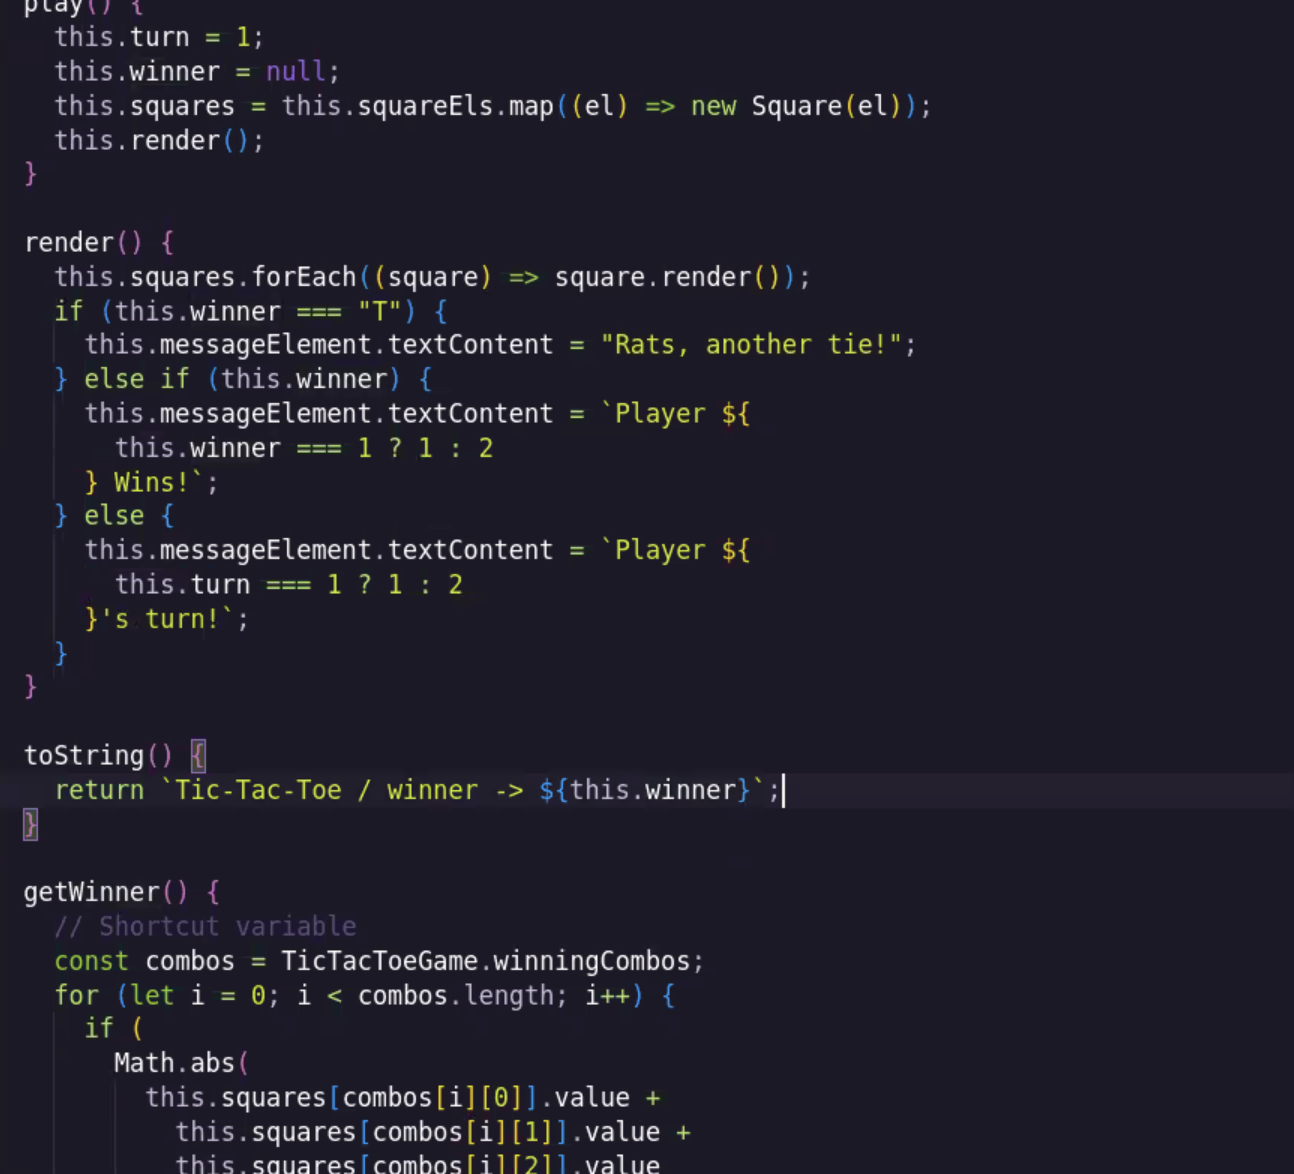 play() {
  this.turn = 1;
  this.winner = null;
  this.squares = this.squareEls.map((el) => new Square(el));
  this.render();
}

render() {
  this.squares.forEach((square) => square.render());
  if (this.winner === "T") {
    this.messageElement.textContent = "Rats, another tie!";
  } else if (this.winner) {
    this.messageElement.textContent = `Player ${
      this.winner === 1 ? 1 : 2
    } Wins!`;
  } else {
    this.messageElement.textContent = `Player ${
      this.turn === 1 ? 1 : 2
    }'s turn!`;
  }
}

toString() {
  return `Tic-Tac-Toe / winner -> ${this.winner}`;
}

getWinner() {
  // Shortcut variable
  const combos = TicTacToeGame.winningCombos;
  for (let i = 0; i < combos.length; i++) {
    if (
      Math.abs(
        this.squares[combos[i][0]].value +
          this.squares[combos[i][1]].value +
          this.squares[combos[i][2]].value